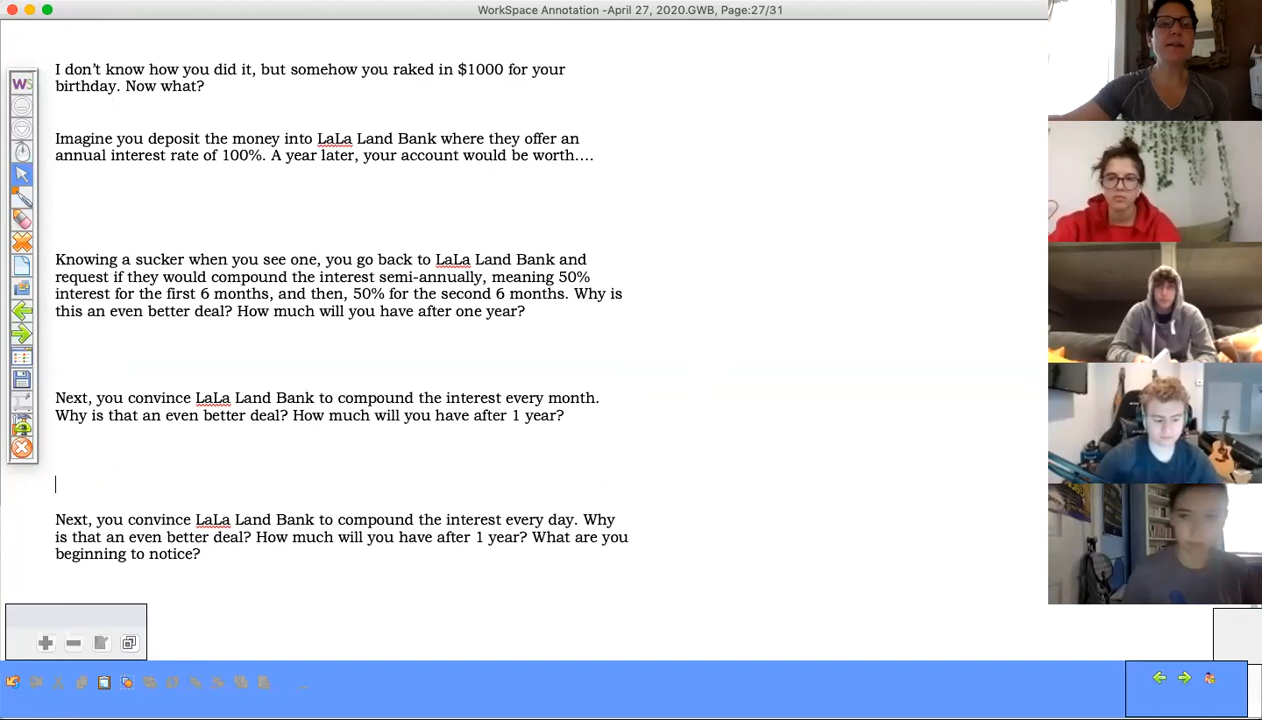 WorkSpace Annotation -April 27, 2020.GWB, Page:27/31
WS
I don't know how you did it, but somehow you raked in $1000 for your
birthday. Now what?
Imagine you deposit the money into LaLa Land Bank where they offer an
annual interest rate of 100%. A year later, your account would be worth....
Knowing a sucker when you see one, you go back to LaLa Land Bank and
request if they would compound the interest semi-annually, meaning 50%
interest for the first 6 months, and then, 50% for the second 6 months. Why is
this an even better deal? How much will you have after one year?
Next, you convince LaLa Land Bank to compound the interest every month.
Why is that an even better deal? How much will you have after 1 year?
Next, you convince LaLa Land Bank to compound the interest every day. Why
is that an even better deal? How much will you have after 1 year? What are you
beginning to notice?